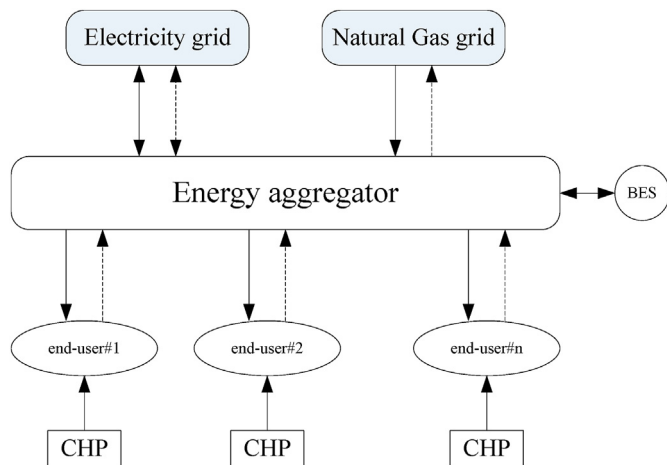 Electricity grid
Natural Gas grid
Energy aggregator
BES
end-user#1
end-user#2
end-user#n
CHP
CHP
CHP